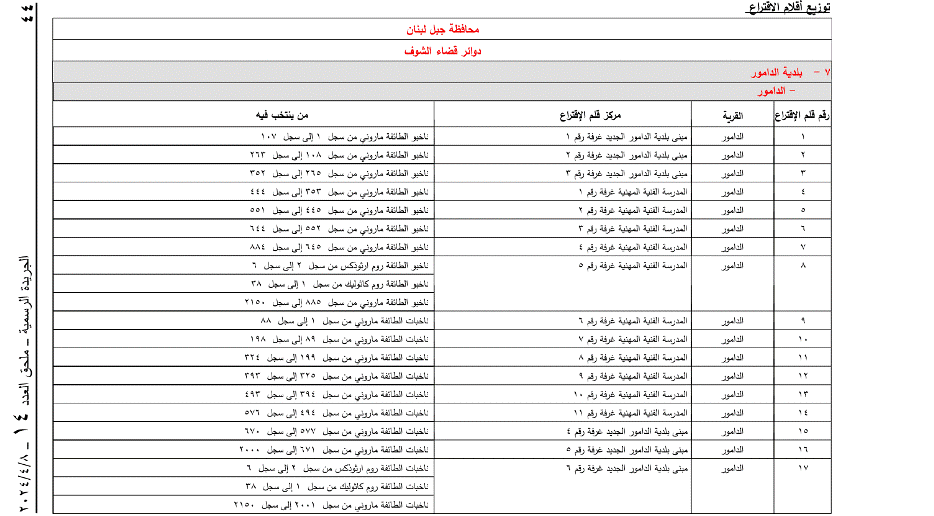 توزيع أقلام الإقتراع
٤٤
محافظة جبل لبنان
دوائر قضاء الشوف
٧ - بلدية الدامور
- الدامور
رقم قلم الإقتراع القرية مركز قلم الإقتراع من ينتخب فيه
١ الدامور مبنى بلدية الدامور الجديد غرفة رقم ١ ناخبو الطائفة ماروني من سجل ١ إلى سجل ١٠٧
٢ الدامور مبنى بلدية الدامور الجديد غرفة رقم ٢ ناخبو الطائفة ماروني من سجل ١٠٨ إلى سجل ٢٦٣
٣ الدامور مبنى بلدية الدامور الجديد غرفة رقم ٣ ناخبو الطائفة ماروني من سجل ٢٦٥ إلى سجل ٣٥٢
٤ الدامور المدرسة الفنية المهنية غرفة رقم ١ ناخبو الطائفة ماروني من سجل ٣٥٣ إلى سجل ٤٤٤
٥ الدامور المدرسة الفنية المهنية غرفة رقم ٢ ناخبو الطائفة ماروني من سجل ٤٤٥ إلى سجل ٥٥١
٦ الدامور المدرسة الفنية المهنية غرفة رقم ٣ ناخبو الطائفة ماروني من سجل ٥٥٢ إلى سجل ٦٤٤
٧ الدامور المدرسة الفنية المهنية غرفة رقم ٤ ناخبو الطائفة ماروني من سجل ٦٤٥ إلى سجل ٨٨٤
٨ الدامور المدرسة الفنية المهنية غرفة رقم ٥ ناخبو الطائفة روم ارثوذكس من سجل ٢ إلى سجل ٦
ناخبو الطائفة روم كاثوليك من سجل ١ إلى سجل ٣٨
ناخبو الطائفة ماروني من سجل ٨٨٥ إلى سجل ٢١٥٠
٩ الدامور المدرسة الفنية المهنية غرفة رقم ٦ ناخبات الطائفة ماروني من سجل ١ إلى سجل ٨٨
١٠ الدامور المدرسة الفنية المهنية غرفة رقم ٧ ناخبات الطائفة ماروني من سجل ٨٩ إلى سجل ١٩٨
١١ الدامور المدرسة الفنية المهنية غرفة رقم ٨ ناخبات الطائفة ماروني من سجل ١٩٩ إلى سجل ٣٢٤
١٢ الدامور المدرسة الفنية المهنية غرفة رقم ٩ ناخبات الطائفة ماروني من سجل ٣٢٥ إلى سجل ٣٩٣
١٣ الدامور المدرسة الفنية المهنية غرفة رقم ١٠ ناخبات الطائفة ماروني من سجل ٣٩٤ إلى سجل ٤٩٣
١٤ الدامور المدرسة الفنية المهنية غرفة رقم ١١ ناخبات الطائفة ماروني من سجل ٤٩٤ إلى سجل ٥٧٦
١٥ الدامور مبنى بلدية الدامور الجديد غرفة رقم ٤ ناخبات الطائفة ماروني من سجل ٥٧٧ إلى سجل ٦٧٠
١٦ الدامور مبنى بلدية الدامور الجديد غرفة رقم ٥ ناخبات الطائفة ماروني من سجل ٦٧١ إلى سجل ٢٠٠٠
١٧ الدامور مبنى بلدية الدامور الجديد غرفة رقم ٦ ناخبات الطائفة روم ارثوذكس من سجل ٢ إلى سجل ٦
ناخبات الطائفة روم كاثوليك من سجل ١ إلى سجل ٣٨
ناخبات الطائفة ماروني من سجل ٢٠٠١ إلى سجل ٢١٥٠
الجريدة الرسمية – ملحق العدد ١٤ – ٢٠٢٤/٤/٨